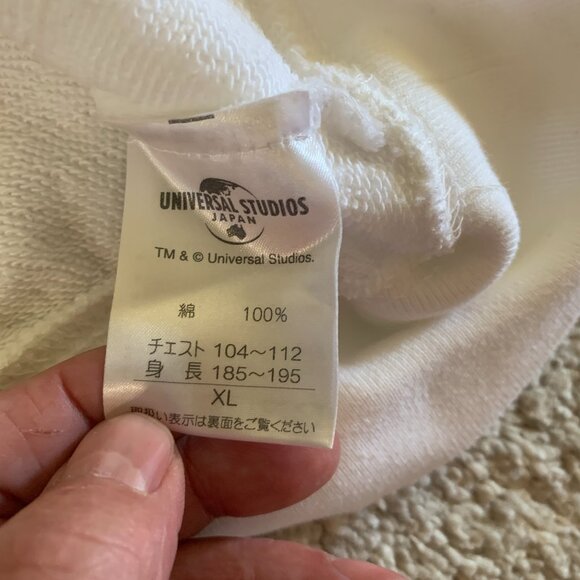 UNIVERSAL STUDIOS
JAPAN
TM & © Universal Studios.
綿 100%
チェスト 104～112
身 長 185～195
XL
取扱い表示は裏面をご覧ください